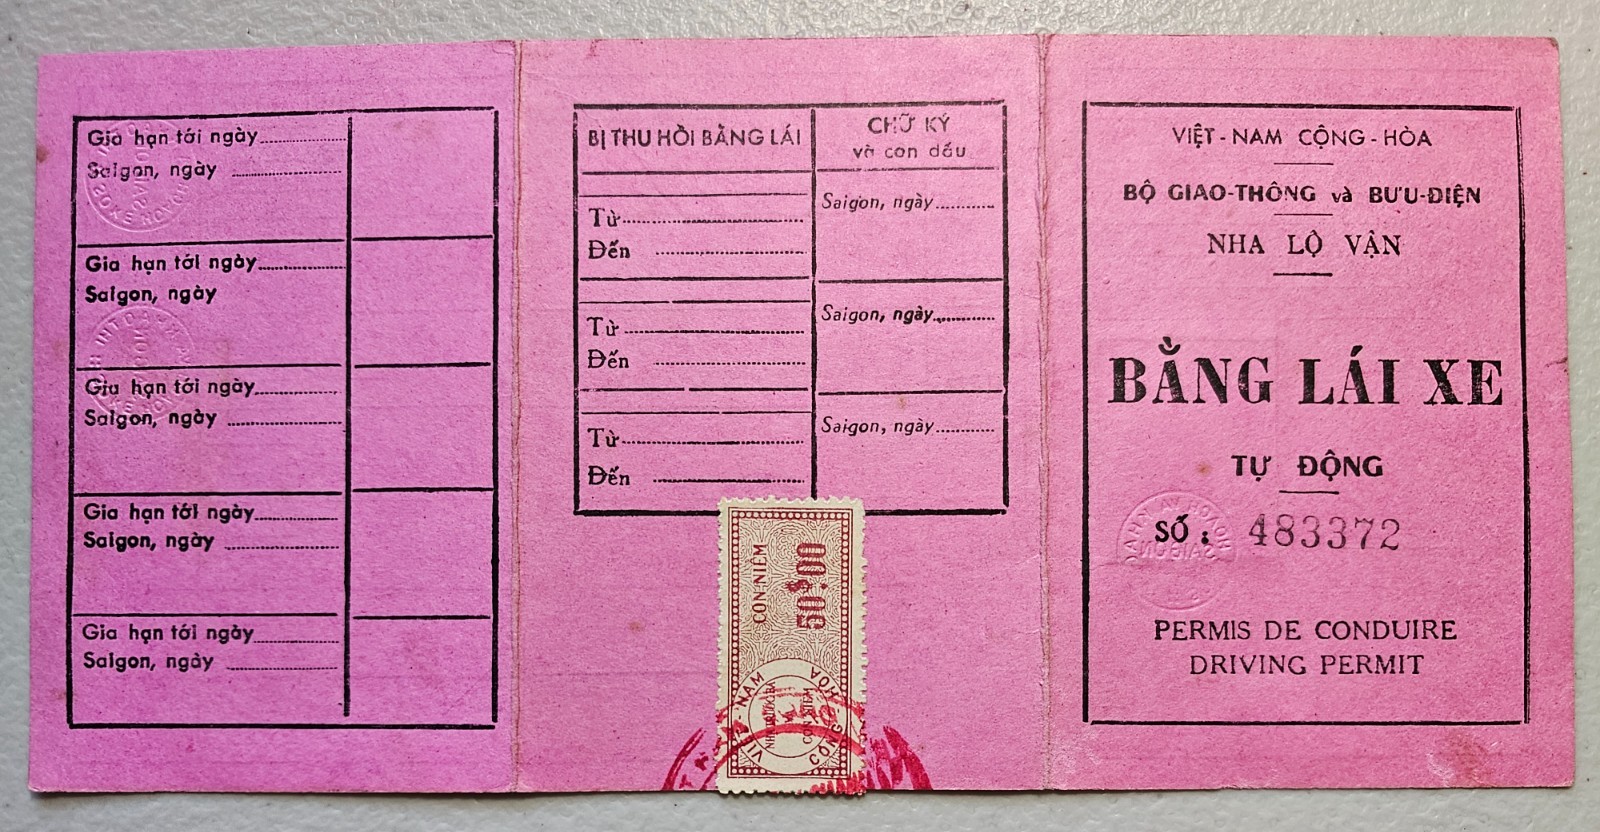 Gia hạn tới ngày
Saigon, ngày
Gia hạn tới ngày
Saigon, ngày
Gia hạn tới ngày
Saigon, ngày
Gia hạn tới ngày
Saigon, ngày
Gia hạn tới ngày
Saigon, ngày
BỊ THU HỒI BẰNG LÁI
CHỮ KÝ
và con dấu
Từ
Đến
Saigon, ngày
Từ
Đến
Saigon, ngày
Từ
Đến
Saigon, ngày
CON-NIÊM
50$00
VIỆT-NAM
CỘNG HÒA
CON NIÊM
VIỆT-NAM CỘNG-HÒA
BỘ GIAO-THÔNG và BƯU-ĐIỆN
NHA LỘ VẬN
BẰNG LÁI XE
TỰ ĐỘNG
SỐ: 483372
PERMIS DE CONDUIRE
DRIVING PERMIT